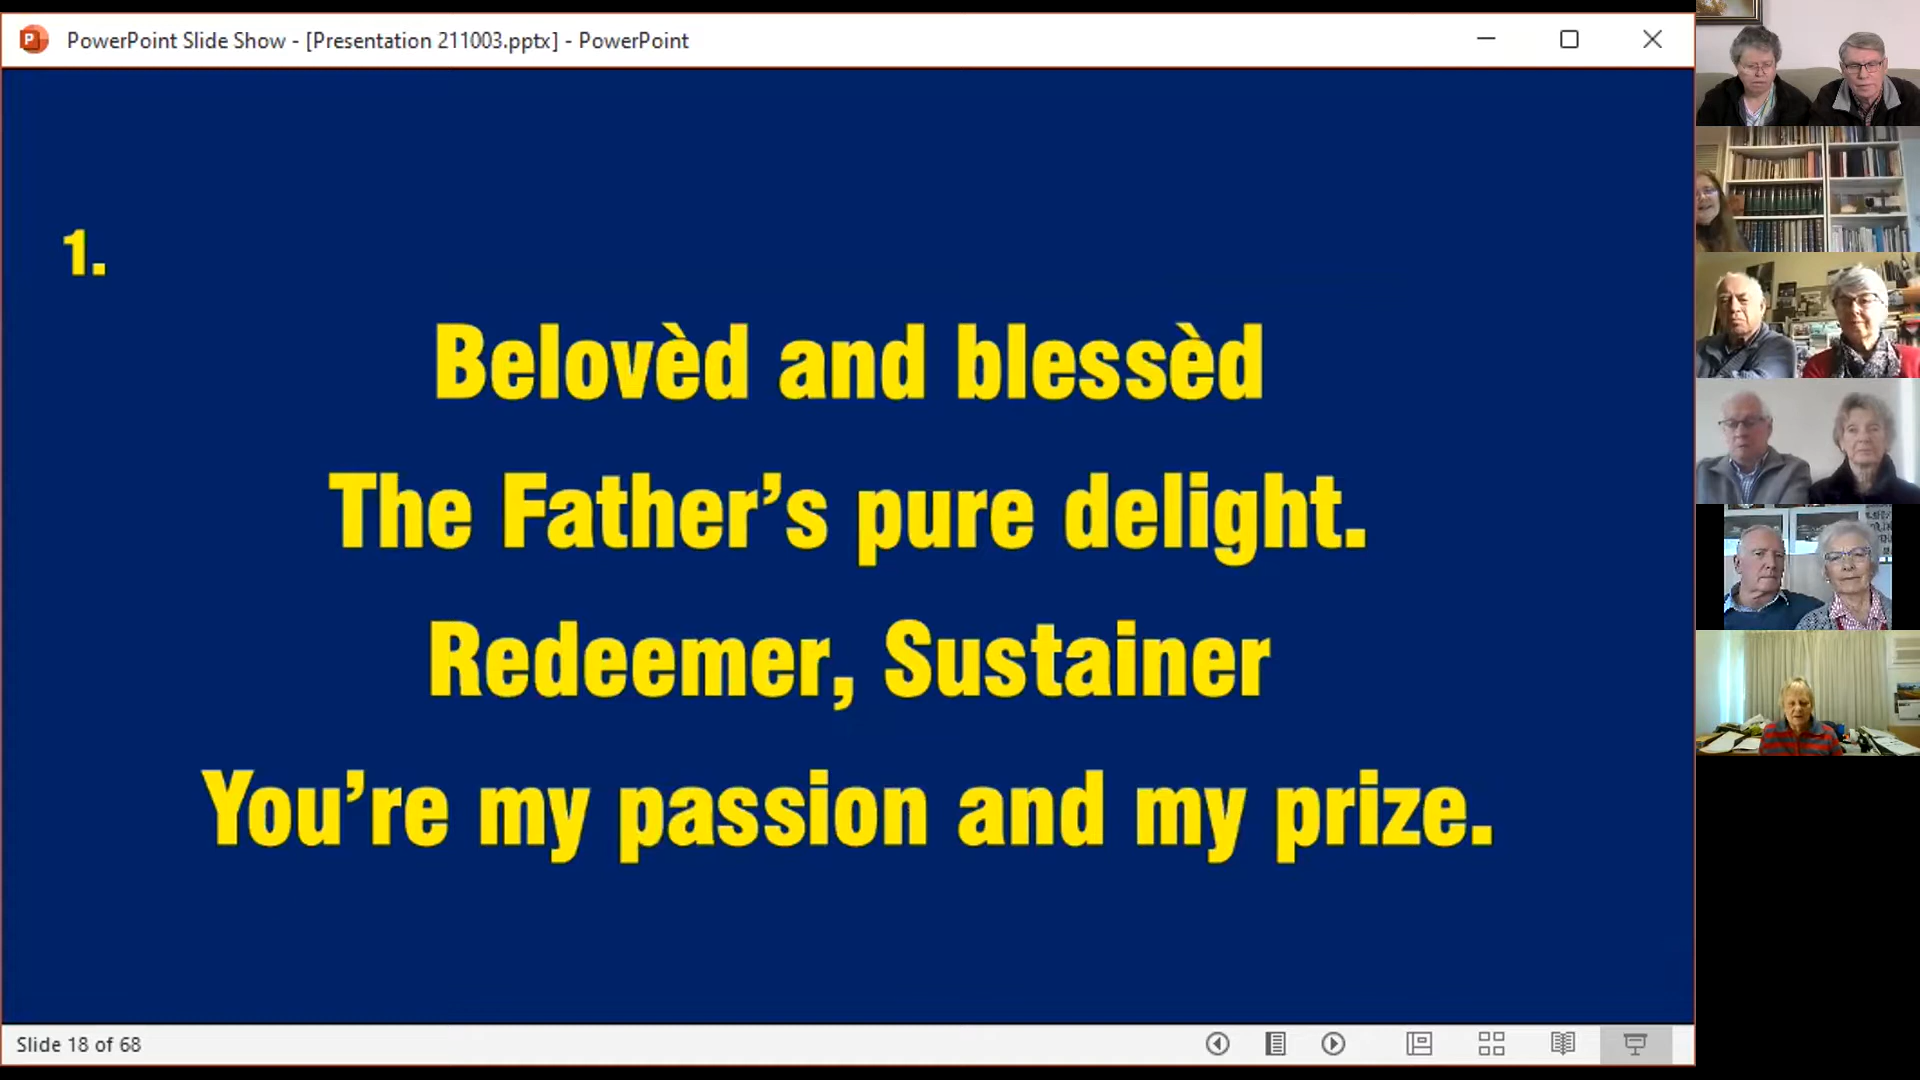 PowerPoint Slide Show - [Presentation 211003.pptx] - PowerPoint
1.
Belovèd and blessèd
The Father’s pure delight.
Redeemer, Sustainer
You’re my passion and my prize.
Slide 18 of 68